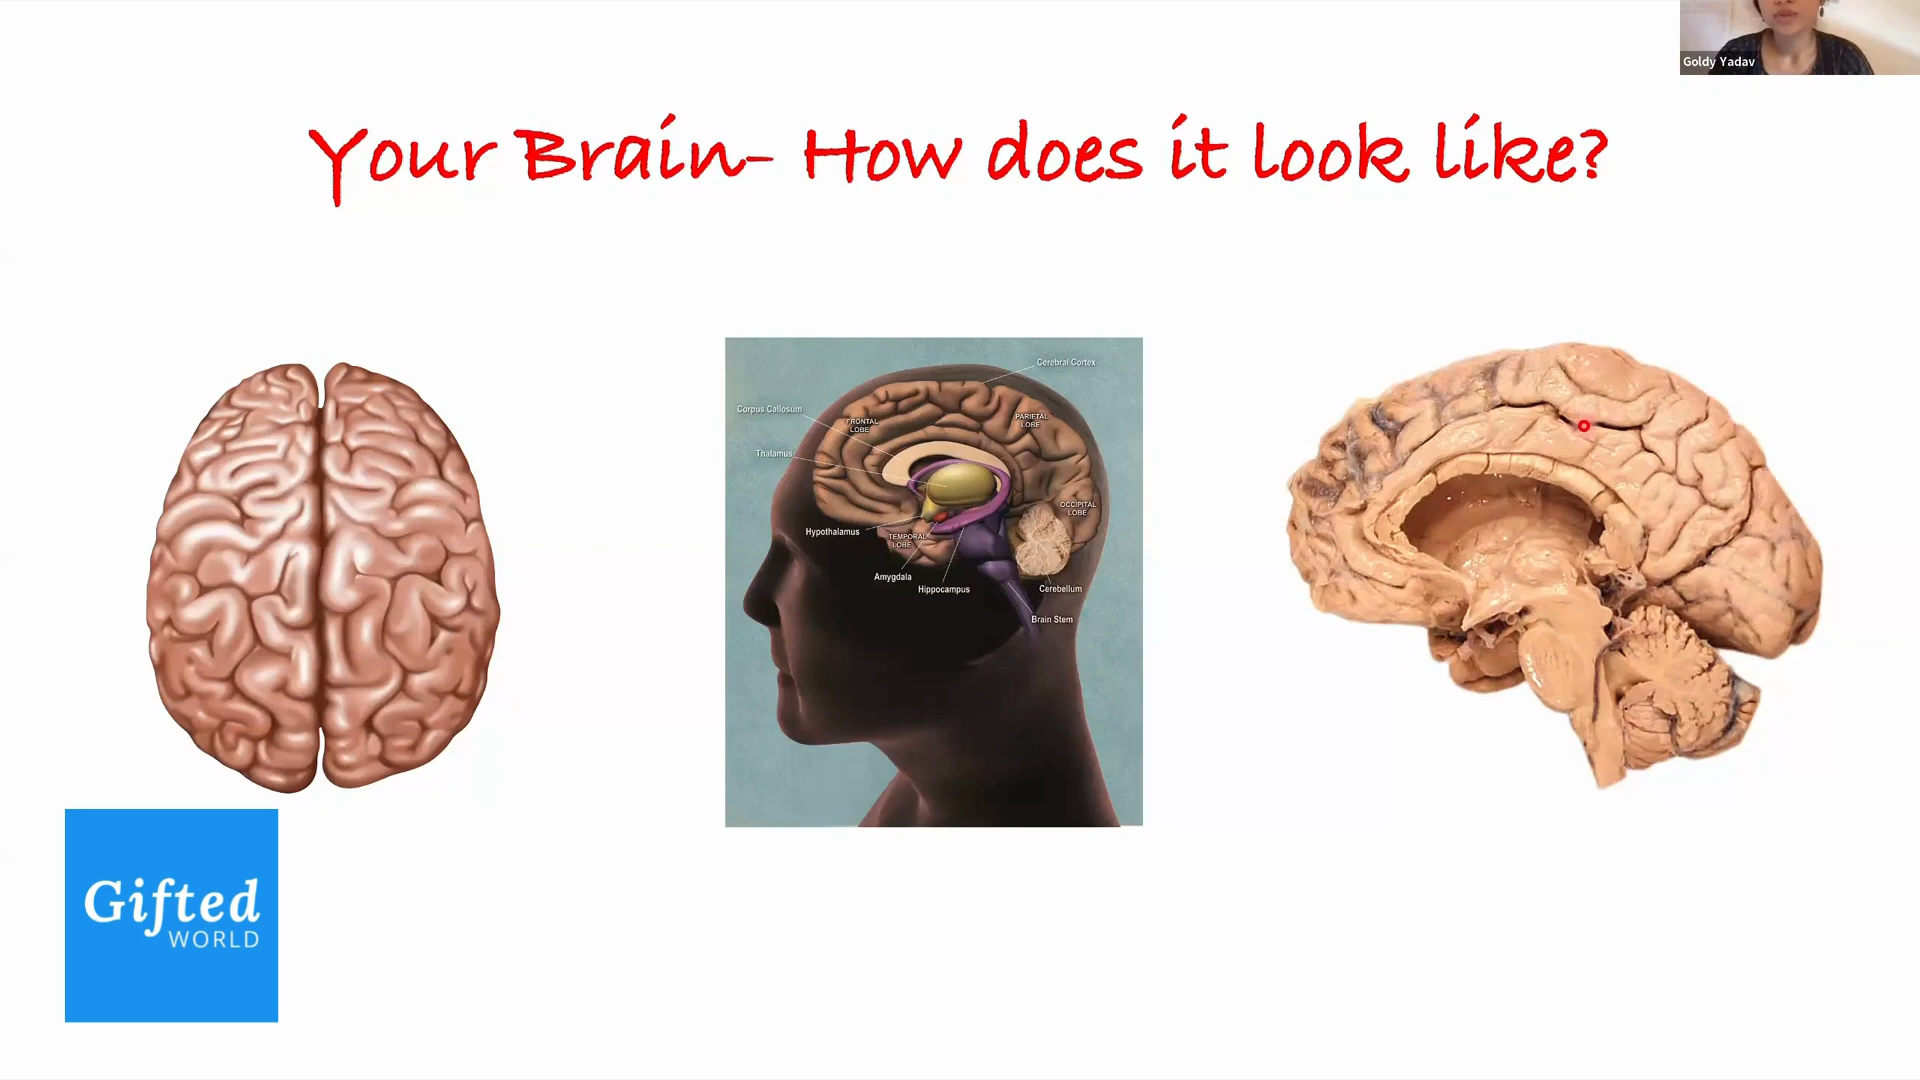 Goldy Yadav
Your Brain- How does it look like?
Cerebral Cortex
Corpus Callosum
FRONTAL
LOBE
PARIETAL
LOBE
Thalamus
OCCIPITAL
LOBE
Hypothalamus
TEMPORAL
LOBE
Amygdala
Hippocampus
Cerebellum
Brain Stem
Gifted
WORLD